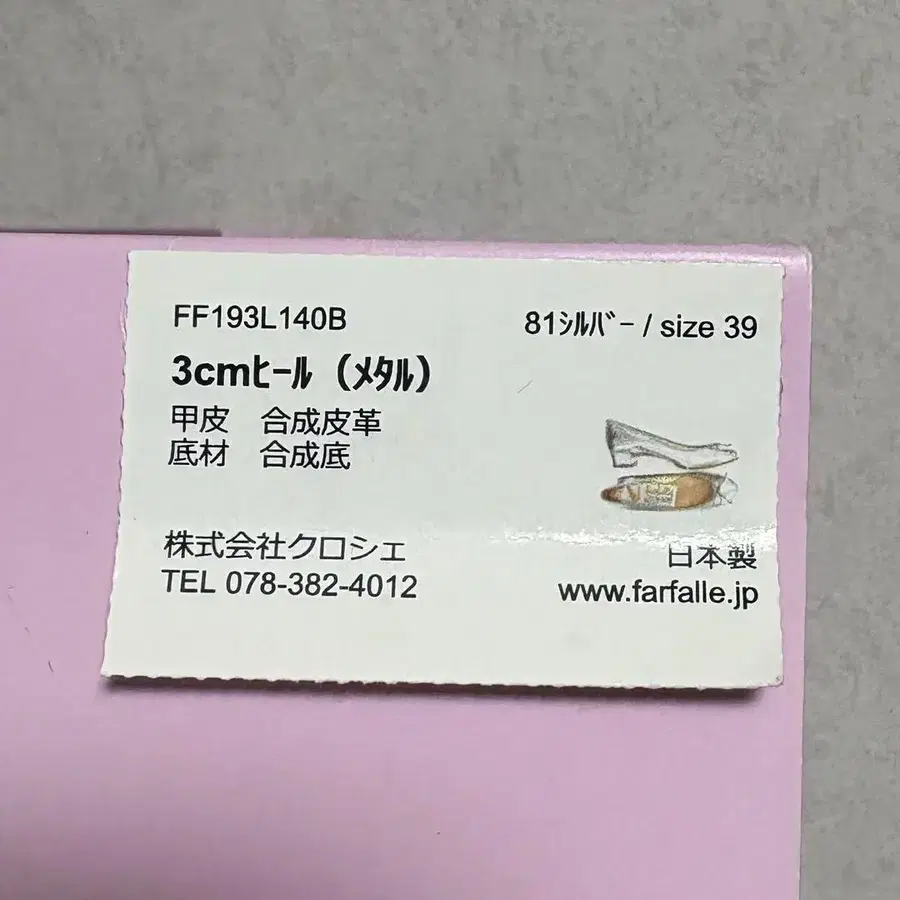 FF193L140B
81ｼﾙﾊﾞｰ / size 39
3cmﾋｰﾙ（ﾒﾀﾙ）
甲皮　合成皮革
底材　合成底
株式会社クロシェ
日本製
TEL 078-382-4012
www.farfalle.jp